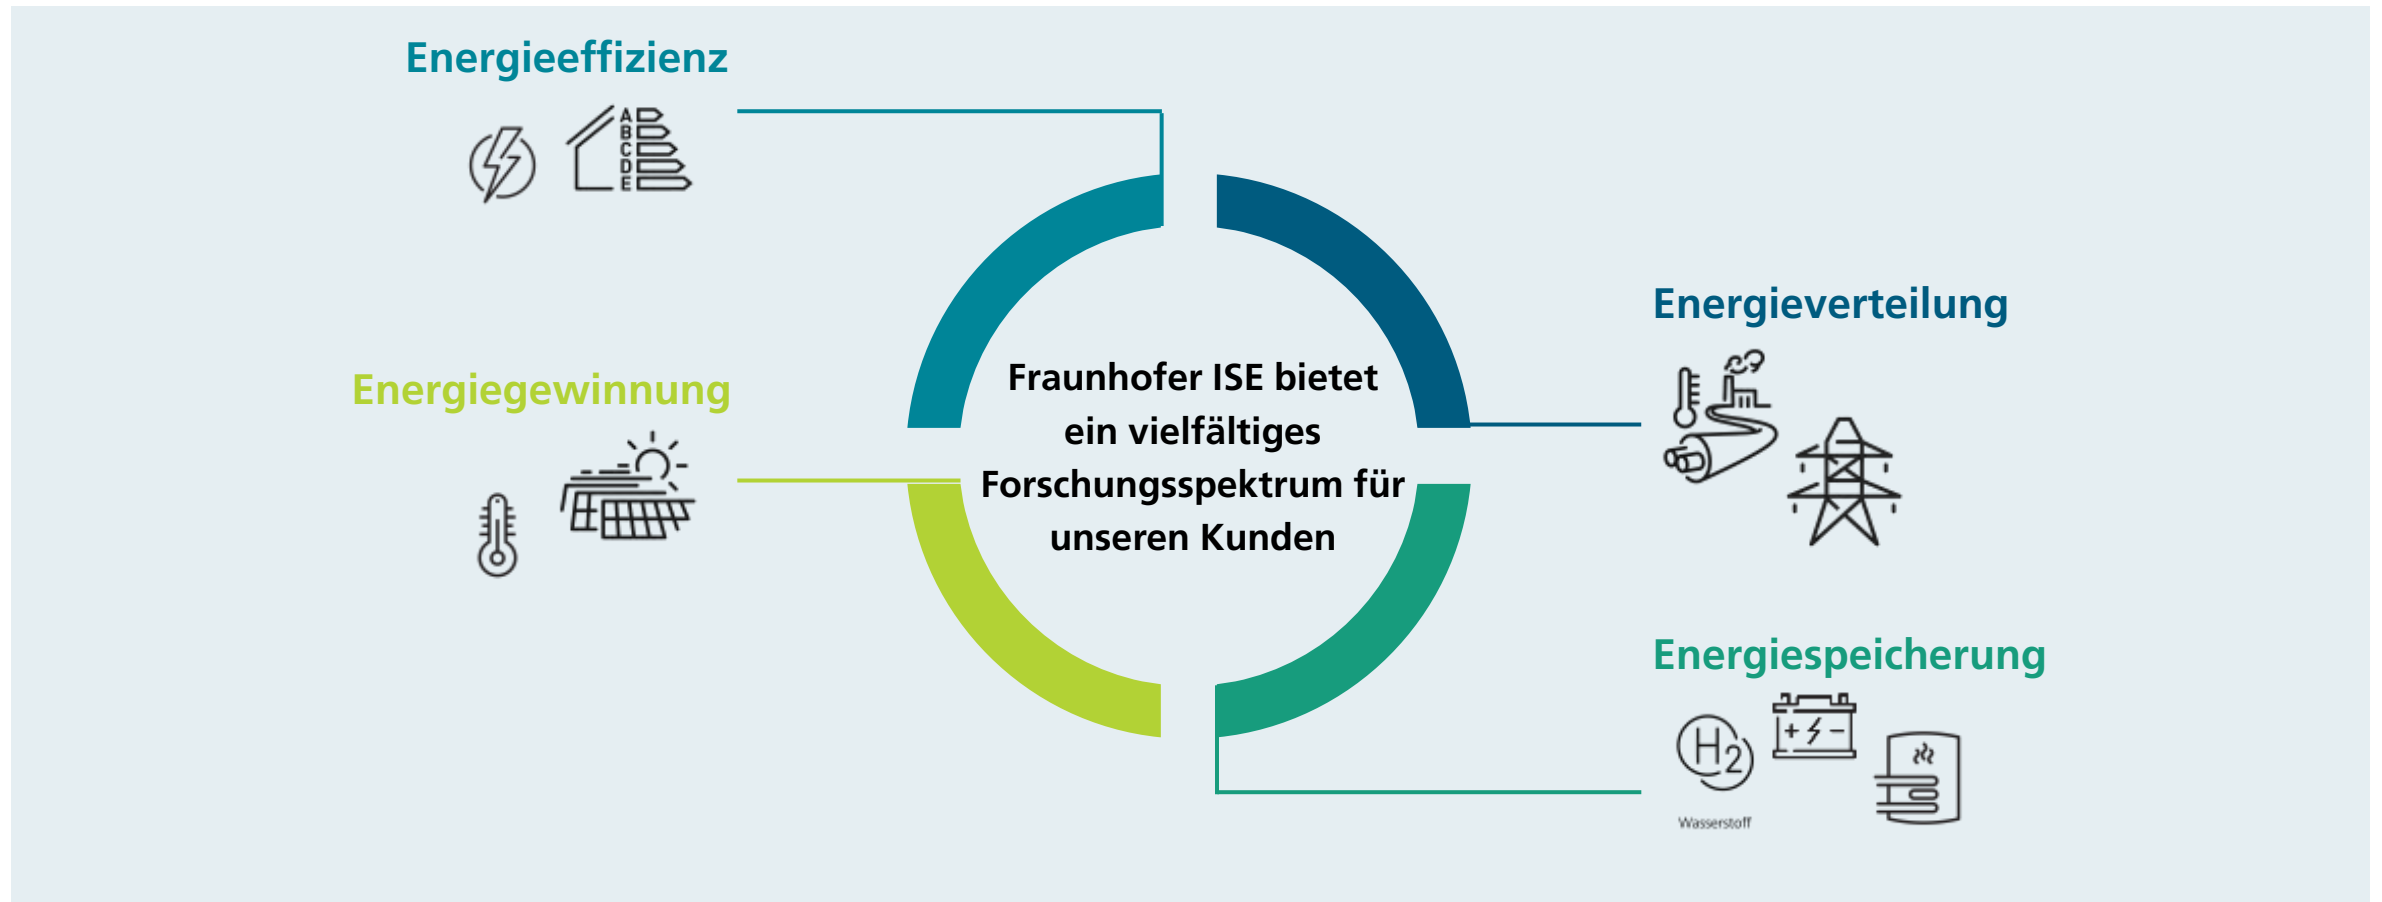 Energieeffizienz
A
B
C
D
E
Energiegewinnung
Fraunhofer ISE bietet
ein vielfältiges
Forschungsspektrum für
unseren Kunden
Energieverteilung
Energiespeicherung
H2
+ -
Wasserstoff